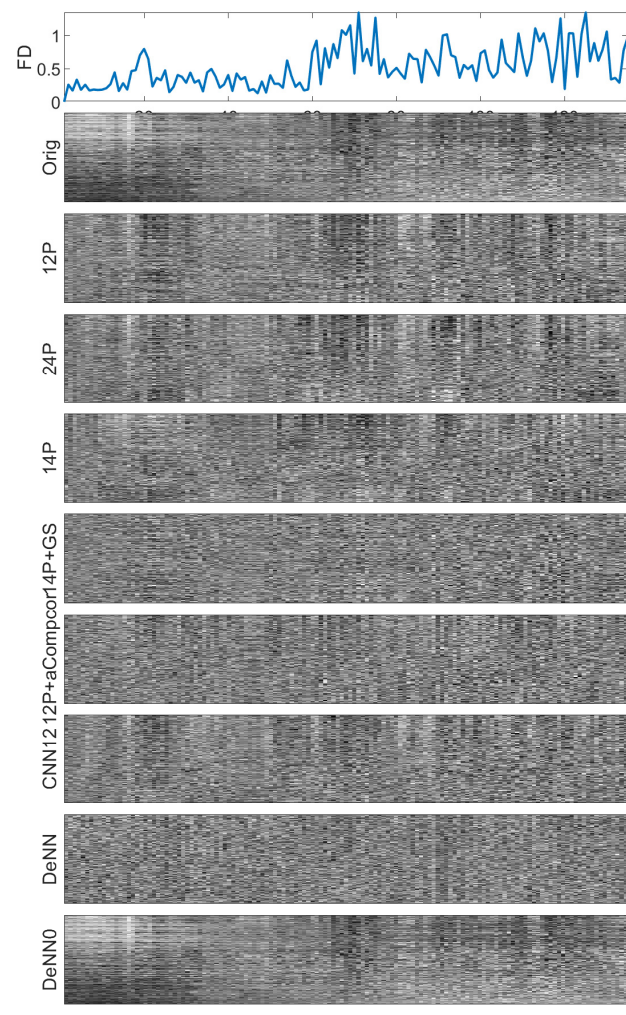 FD
1
0.5
0
Orig
12P
24P
14P
14P+GS
12P+aCompcor
CNN12
DeNN
DeNN0